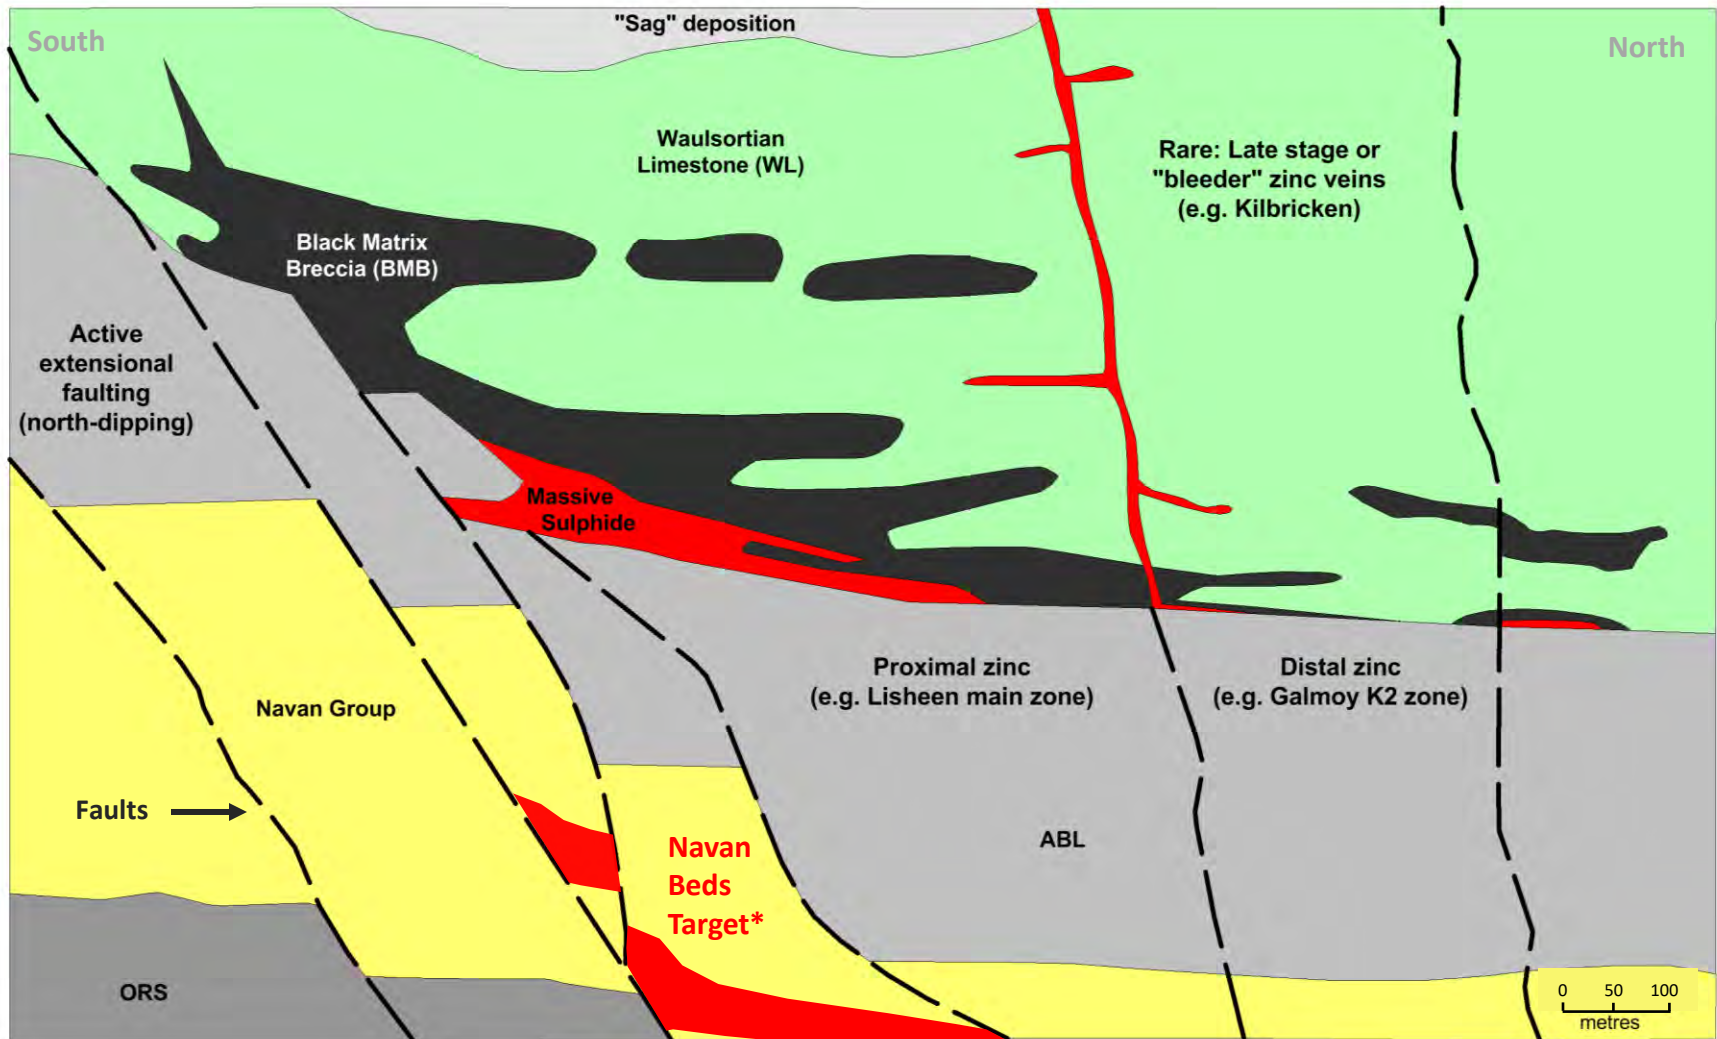 "Sag" deposition
South
North
Waulsortian
Limestone (WL)
Rare: Late stage or
"bleeder" zinc veins
(e.g. Kilbricken)
Black Matrix
Breccia (BMB)
Active
extensional
faulting
(north-dipping)
Massive
Sulphide
Proximal zinc
(e.g. Lisheen main zone)
Distal zinc
(e.g. Galmoy K2 zone)
Navan Group
Faults
Navan
Beds
Target*
ABL
ORS
0 50 100
metres